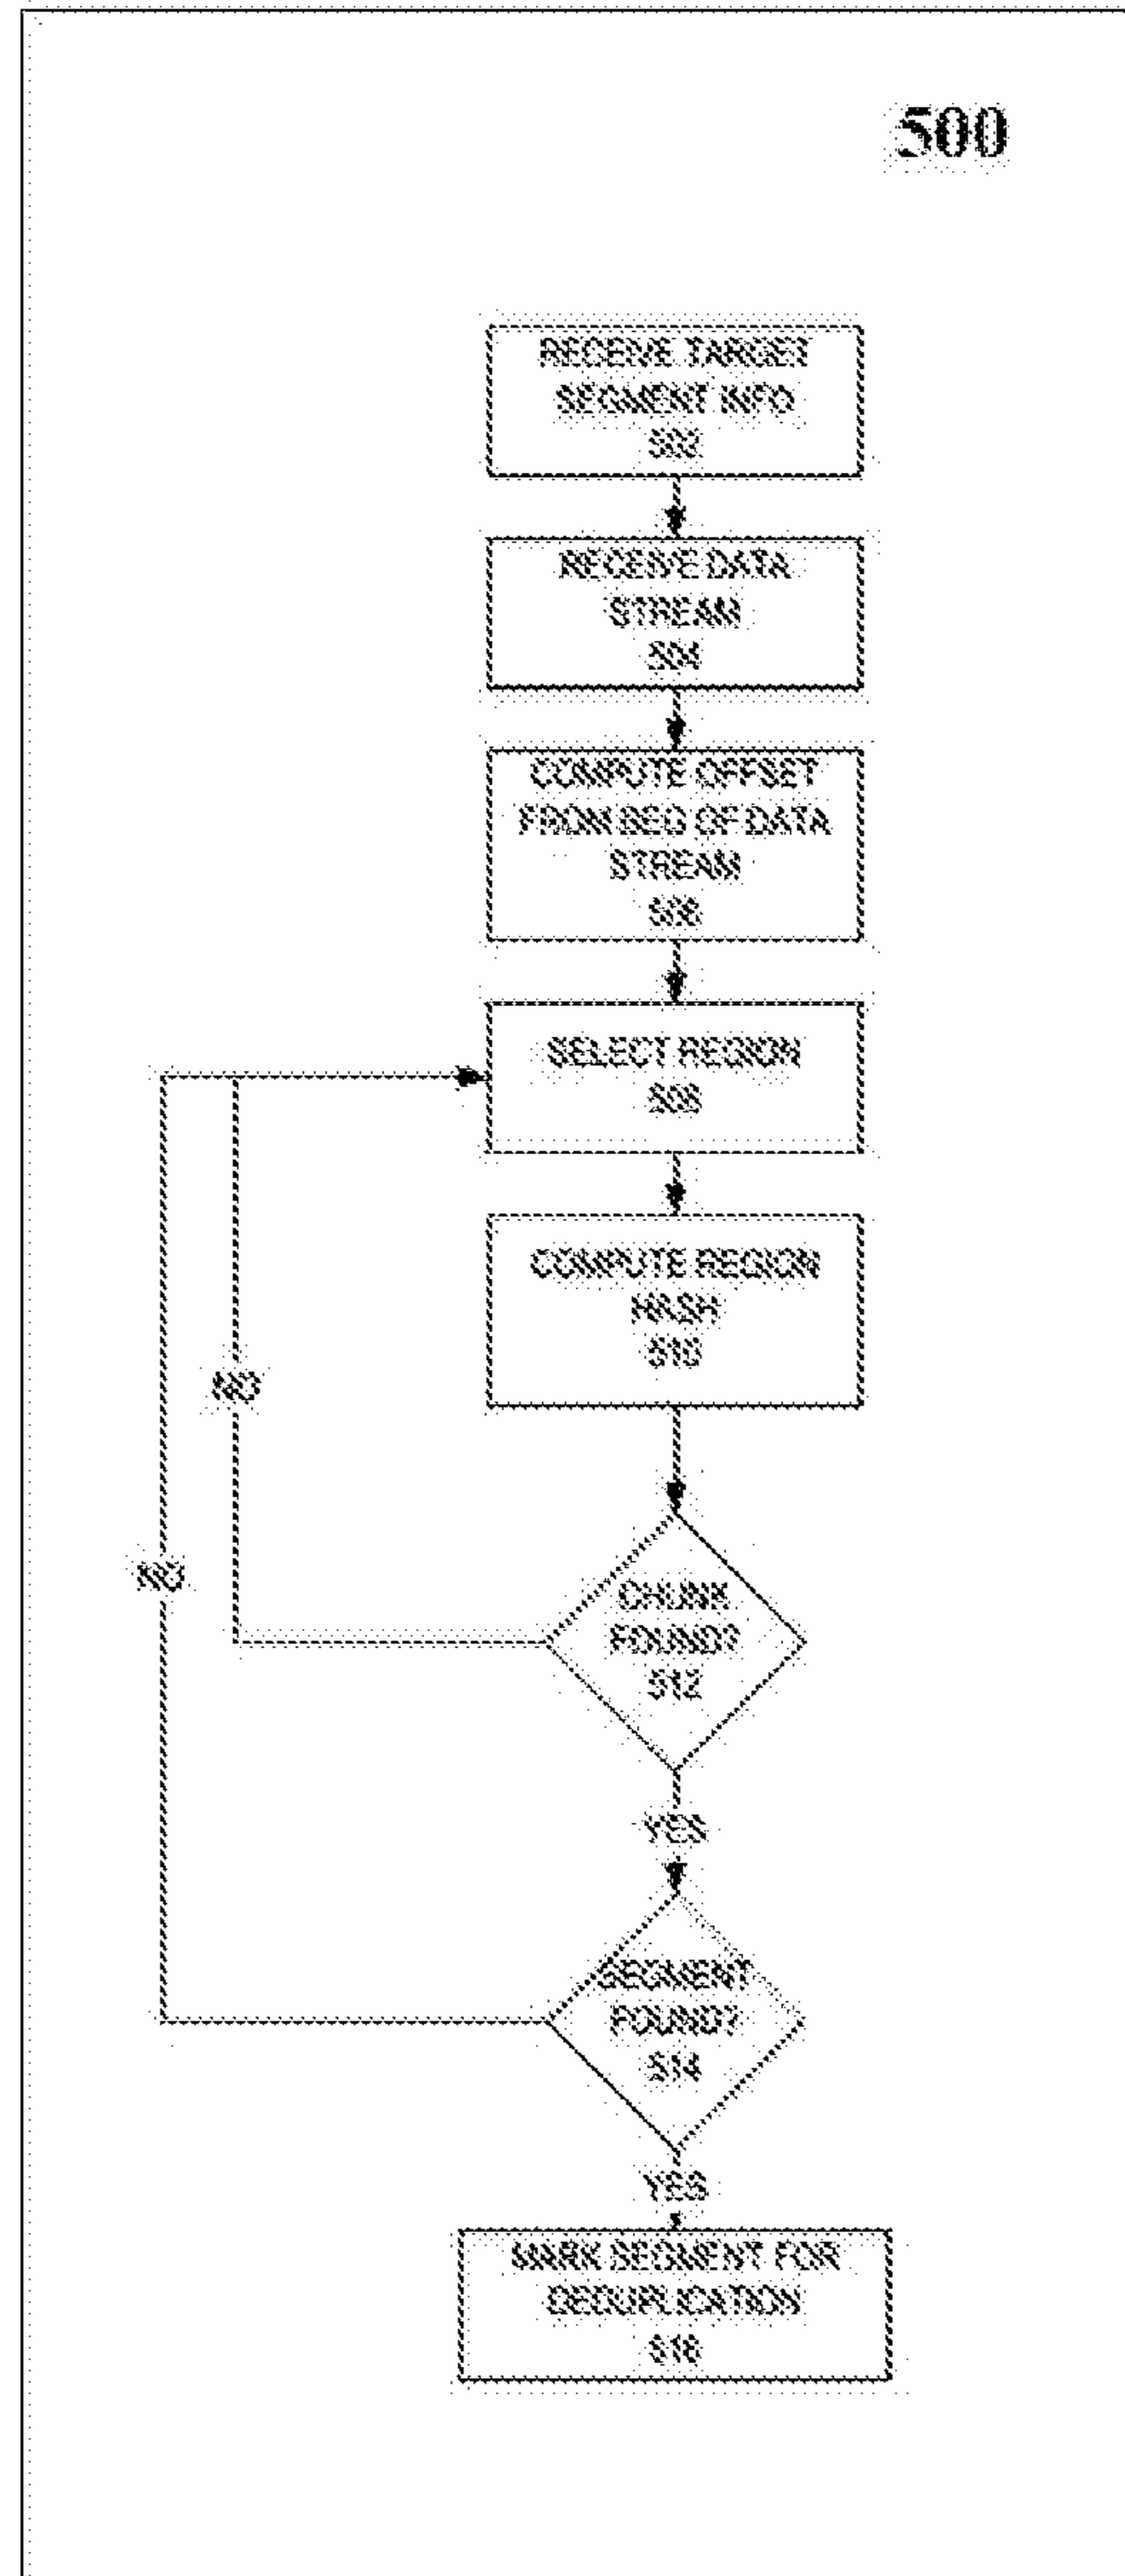 500
RECEIVE TARGET
SEGMENT INFO
502
RECEIVE DATA
STREAM
504
COMPUTE OFFSET
FROM BEG OF DATA
STREAM
506
SELECT REGION
508
COMPUTE REGION
HASH
510
NO
NO
CHUNK
FOUND?
512
YES
SEGMENT
FOUND?
514
YES
MARK SEGMENT FOR
DEDUPLICATION
516